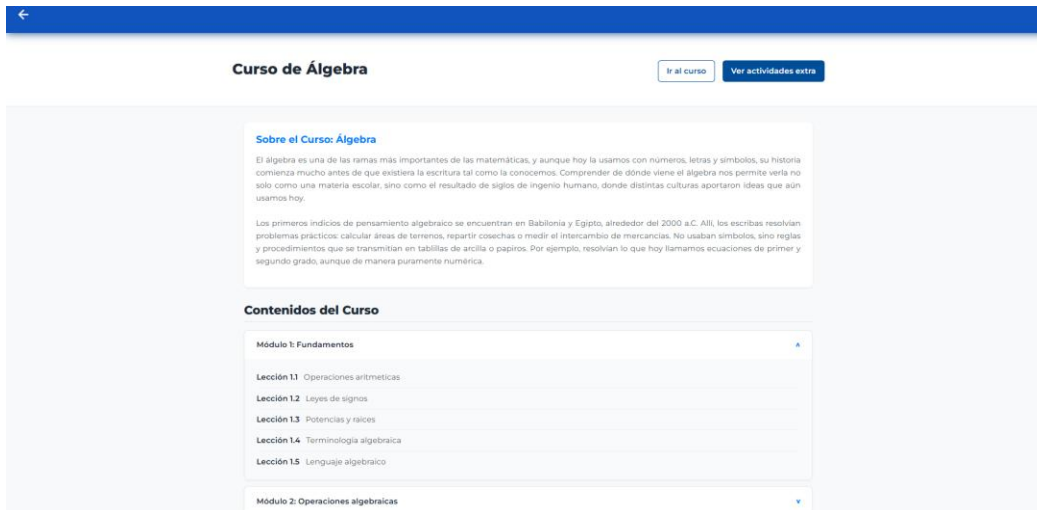 Curso de Álgebra
Ir al curso
Ver actividades extra
Sobre el Curso: Álgebra
El álgebra es una de las ramas más importantes de las matemáticas, y aunque hoy la usamos con números, letras y símbolos, su historia
comienza mucho antes de que existiera la escritura tal como la conocemos. Comprender de dónde viene el álgebra nos permite verla no
solo como una materia escolar, sino como el resultado de siglos de ingenio humano, donde distintas culturas aportaron ideas que aún
usamos hoy.
Los primeros indicios de pensamiento algebraico se encuentran en Babilonia y Egipto, alrededor del 2000 a.C. Allí, los escribas resolvían
problemas prácticos: calcular áreas de terrenos, repartir cosechas o medir el intercambio de mercancías. No usaban símbolos, sino reglas
y procedimientos que se transmitían en tablillas de arcilla o papiros. Por ejemplo, resolvían lo que hoy llamamos ecuaciones de primer y
segundo grado, aunque de manera puramente numérica.
Contenidos del Curso
Módulo 1: Fundamentos
Lección 1.1 Operaciones aritmeticas
Lección 1.2 Leyes de signos
Lección 1.3 Potencias y raíces
Lección 1.4 Terminología algebraica
Lección 1.5 Lenguaje algebraico
Módulo 2: Operaciones algebraicas